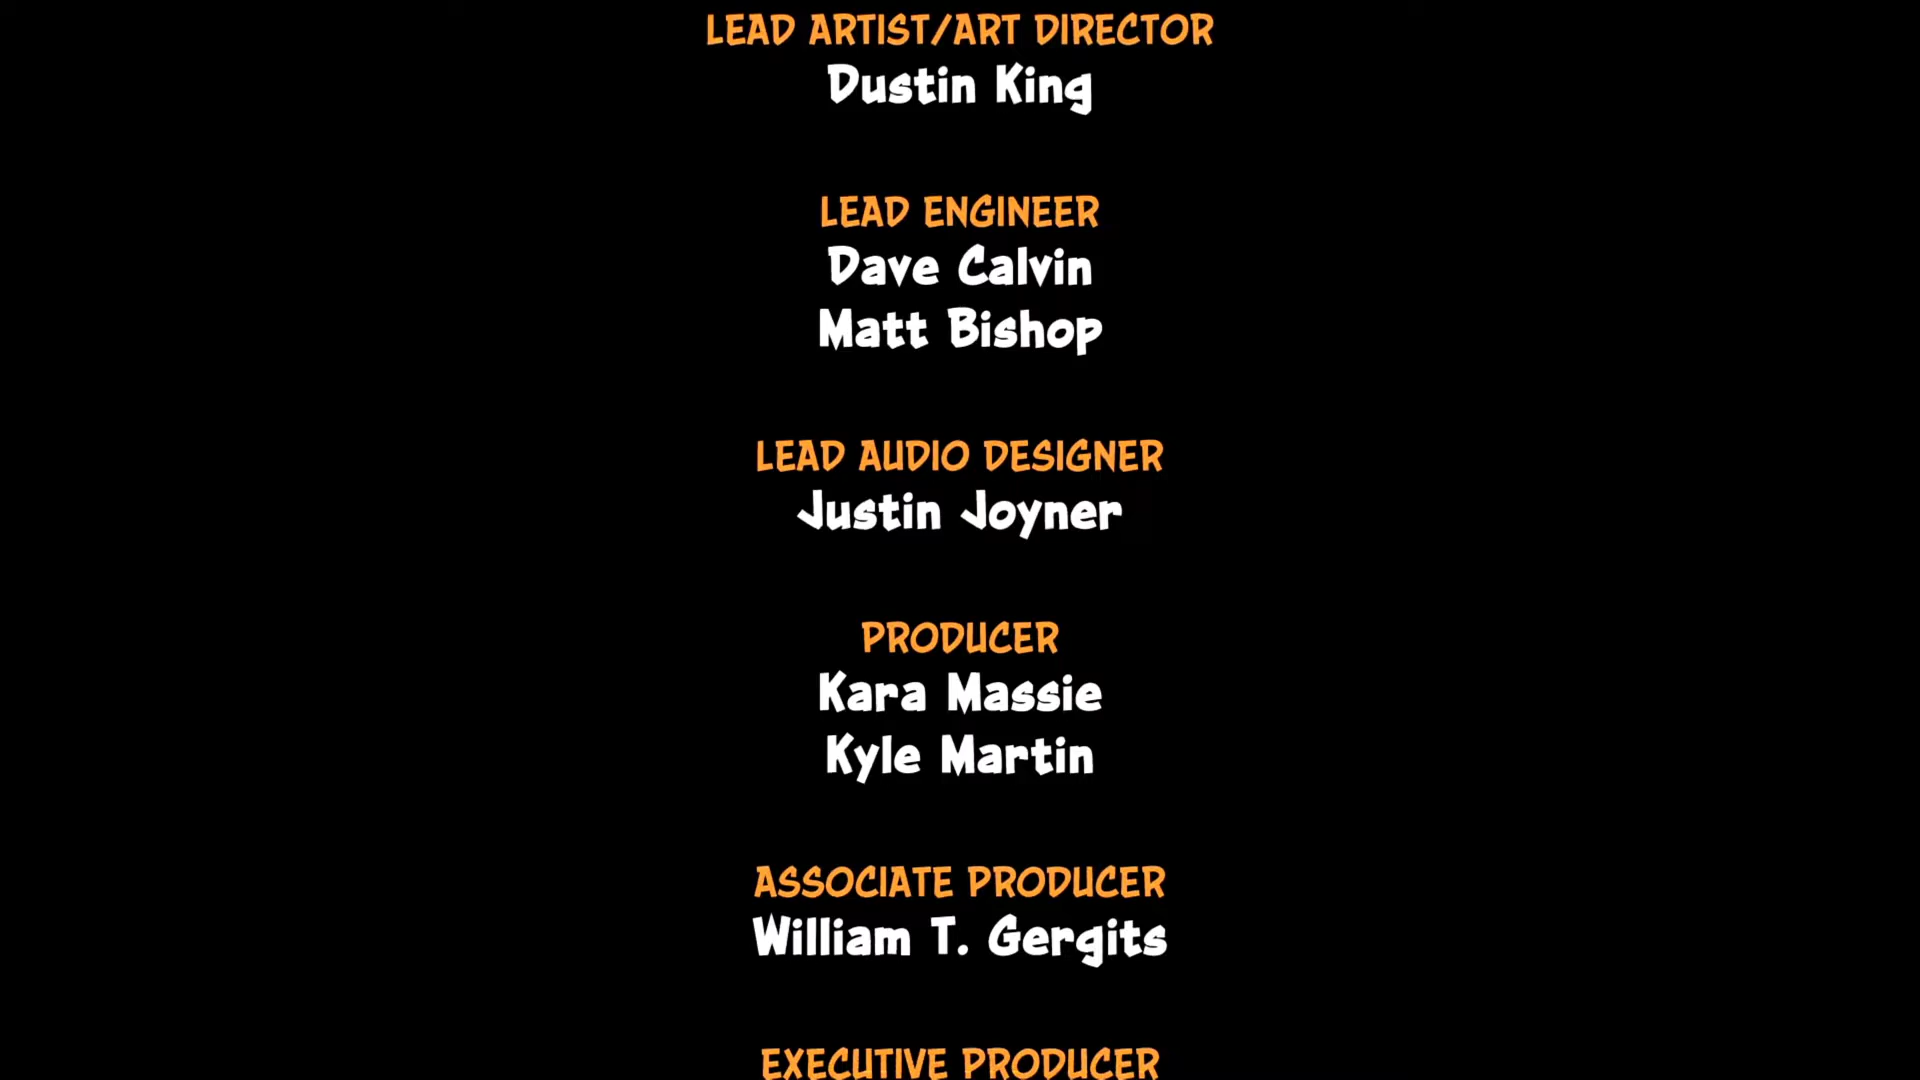 LEAD ARTIST/ART DIRECTOR
Dustin King
LEAD ENGINEER
Dave Calvin
Matt Bishop
LEAD AUDIO DESIGNER
Justin Joyner
PRODUCER
Kara Massie
Kyle Martin
ASSOCIATE PRODUCER
William T. Gergits
EXECUTIVE PRODUCER